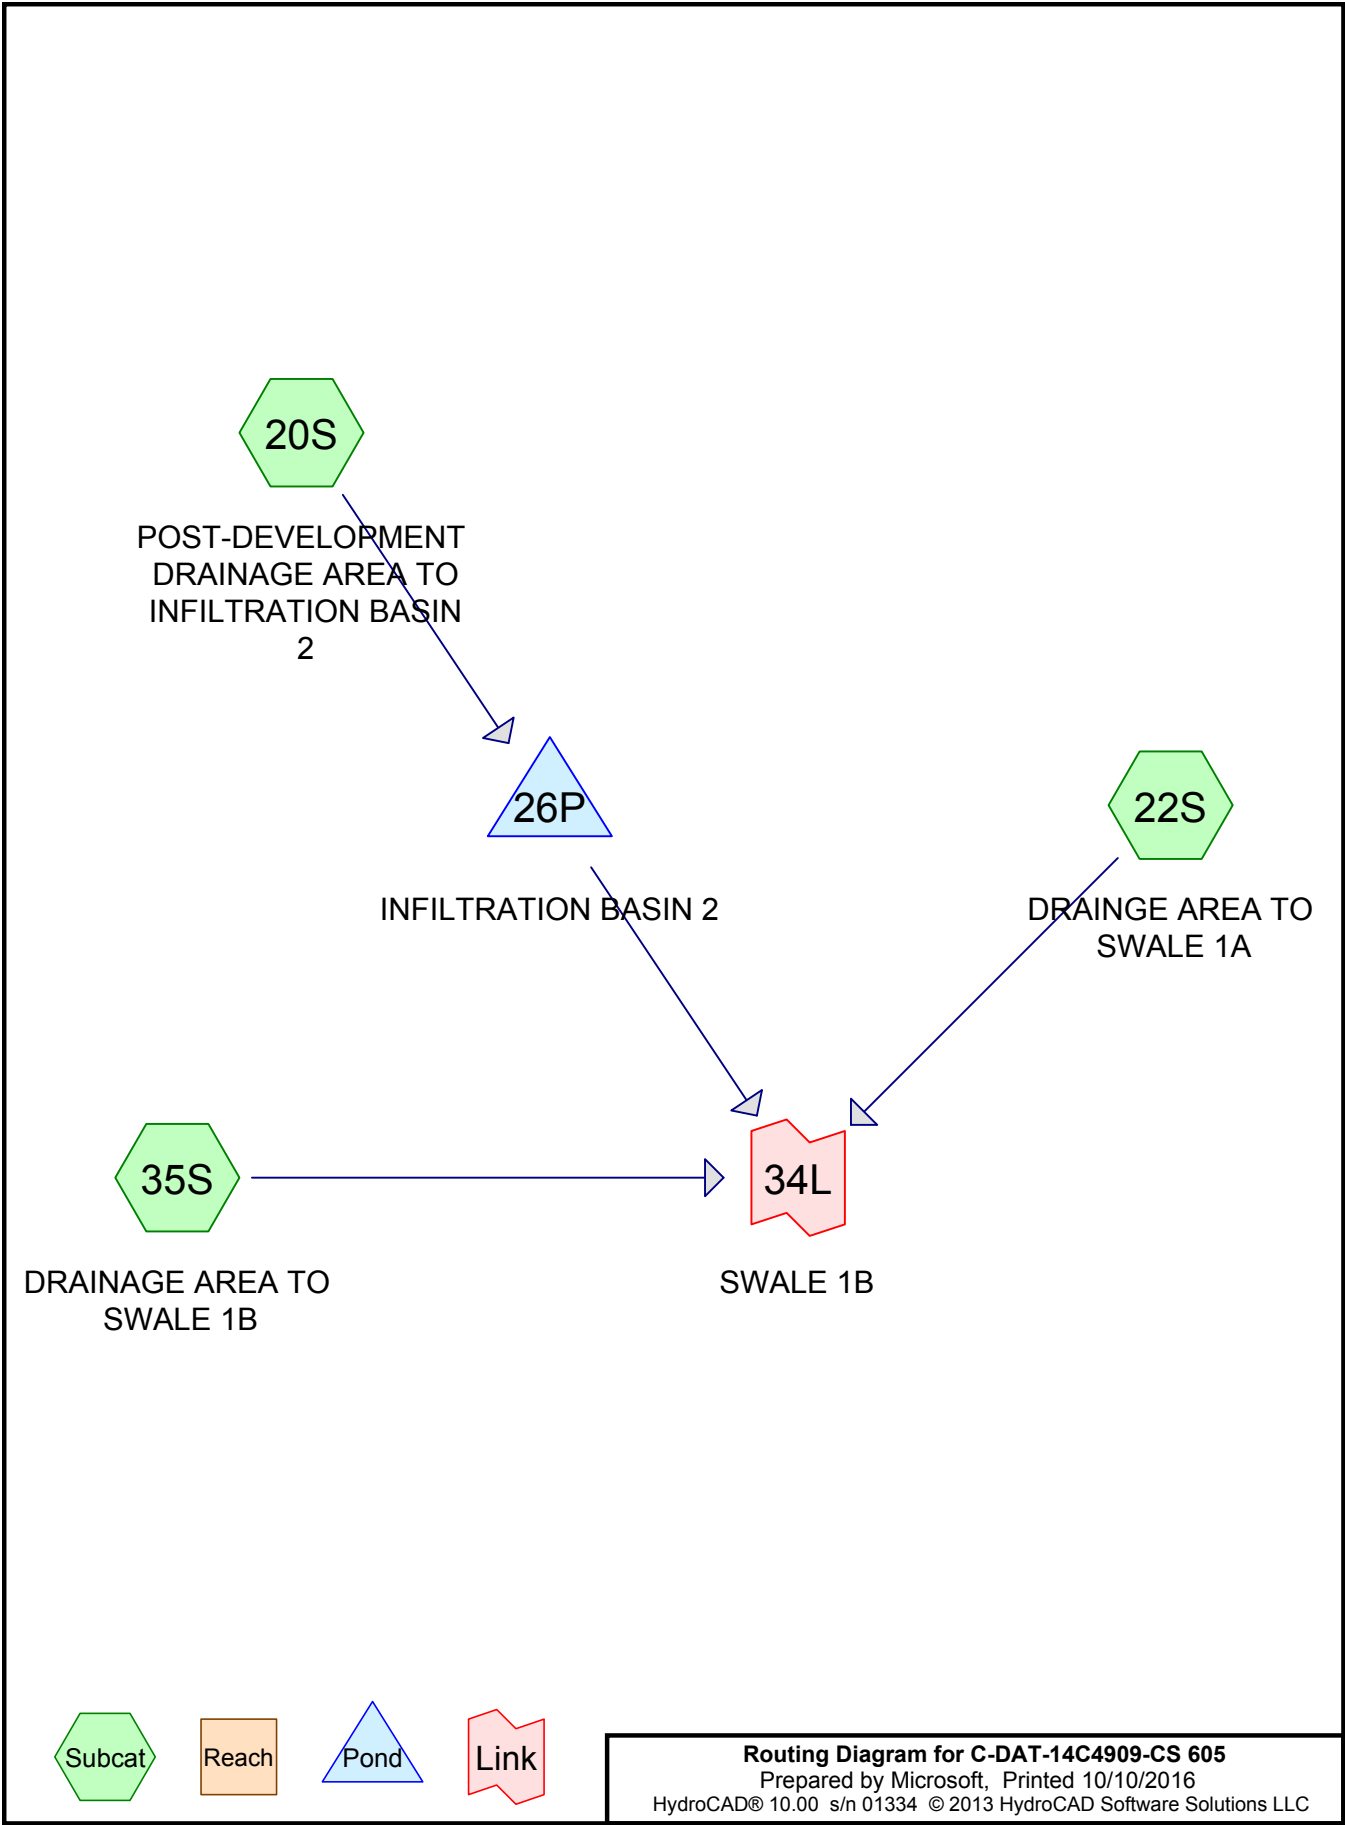 20S
POST-DEVELOPMENT
DRAINAGE AREA TO
INFILTRATION BASIN
2
26P
INFILTRATION BASIN 2
22S
DRAINGE AREA TO
SWALE 1A
35S
DRAINAGE AREA TO
SWALE 1B
34L
SWALE 1B
Subcat
Reach
Pond
Link
Routing Diagram for C-DAT-14C4909-CS 605
Prepared by Microsoft, Printed 10/10/2016
HydroCAD® 10.00 s/n 01334 © 2013 HydroCAD Software Solutions LLC